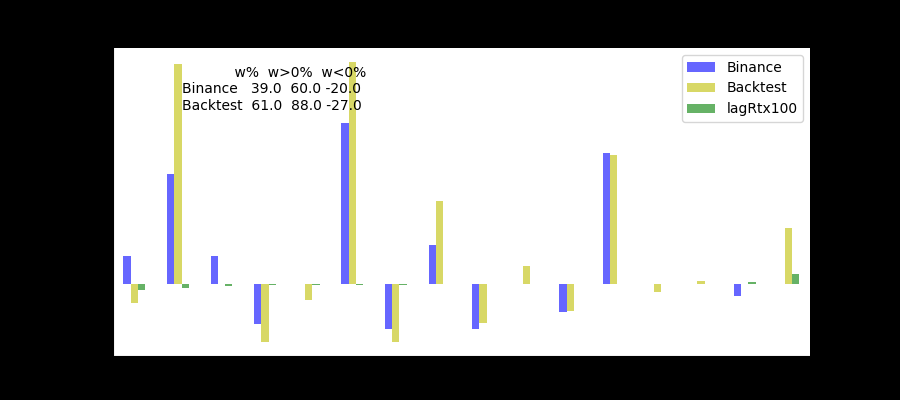 w% w>0% w<0%
Binance 39.0 60.0 -20.0
Backtest 61.0 88.0 -27.0
Binance
Backtest
lagRtx100